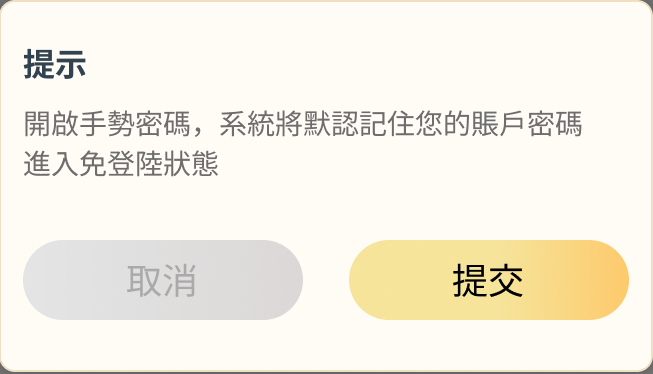 提示
開啟手勢密碼，系統將默認記住您的賬戶密碼
進入免登陸狀態
取消
提交